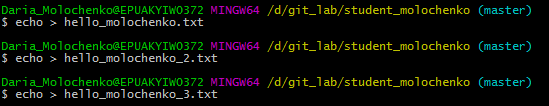 Daria_Molochenko@EPUAKYIW0372 MINGW64 /d/git_lab/student_molochenko (master)
$ echo > hello_molochenko.txt
Daria_Molochenko@EPUAKYIW0372 MINGW64 /d/git_lab/student_molochenko (master)
$ echo > hello_molochenko_2.txt
Daria_Molochenko@EPUAKYIW0372 MINGW64 /d/git_lab/student_molochenko (master)
$ echo > hello_molochenko_3.txt